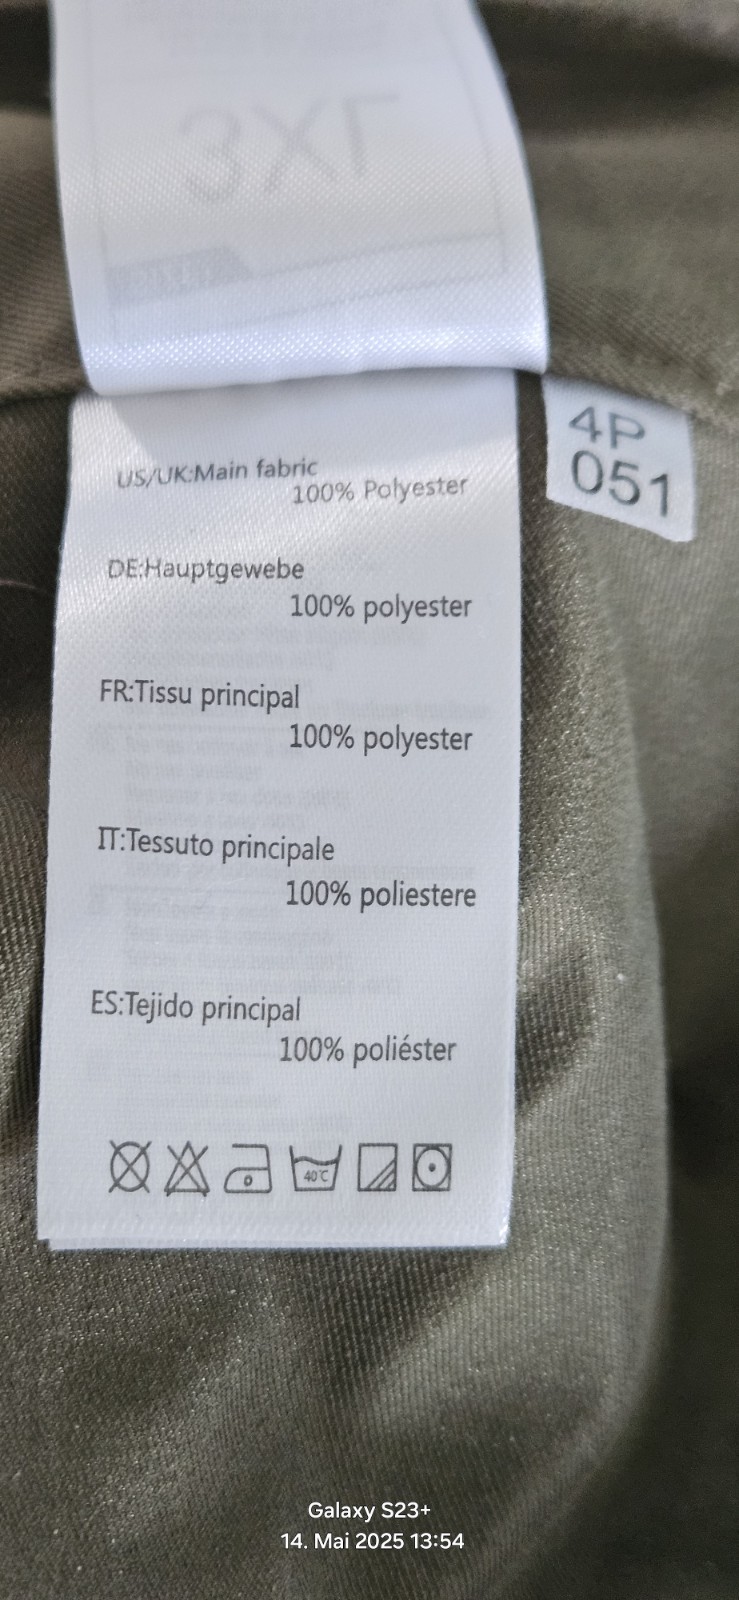 3XL
4P
051
US/UK:Main fabric
100% Polyester
DE:Hauptgewebe
100% polyester
FR:Tissu principal
100% polyester
IT:Tessuto principale
100% poliestere
ES:Tejido principal
100% poliéster
40°C
Galaxy S23+
14. Mai 2025 13:54